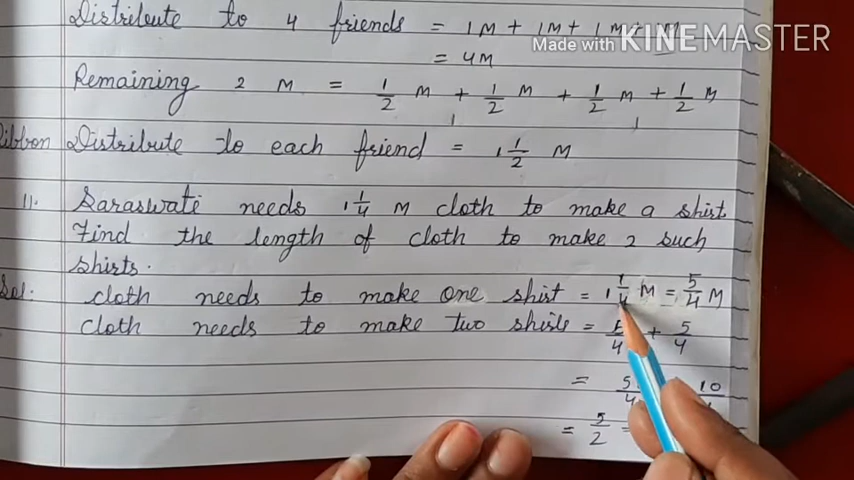 Distribute to 4 friends = 1M + 1M + 1M + 1M
Made with KINEMASTER
= 4M
Remaining 2 M = 1/2 M + 1/2 M + 1/2 M + 1/2 M
Ribbon Distribute to each friend = 1 1/2 M
11. Saraswati needs 1 1/4 M cloth to make a shirt
Find the length of cloth to make 2 such
shirts.
Sol. cloth needs to make one shirt = 1 1/4 M = 5/4 M
cloth needs to make two shirts = 5/4 + 5/4
= 5/4 10
= 5/2 =